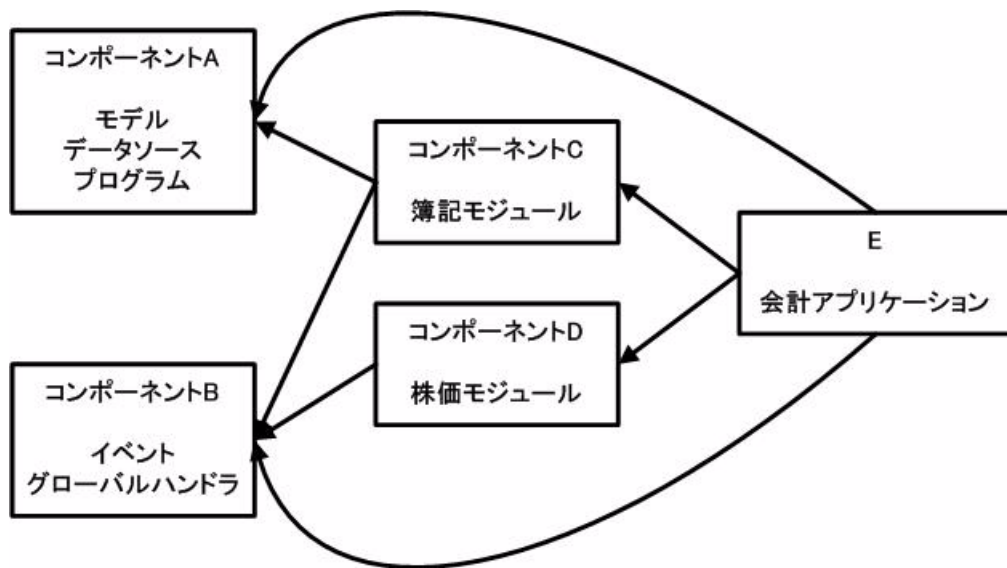 コンポーネントA
モデル
データソース
プログラム
コンポーネントC
簿記モジュール
E
会計アプリケーション
コンポーネントD
株価モジュール
コンポーネントB
イベント
グローバルハンドラ